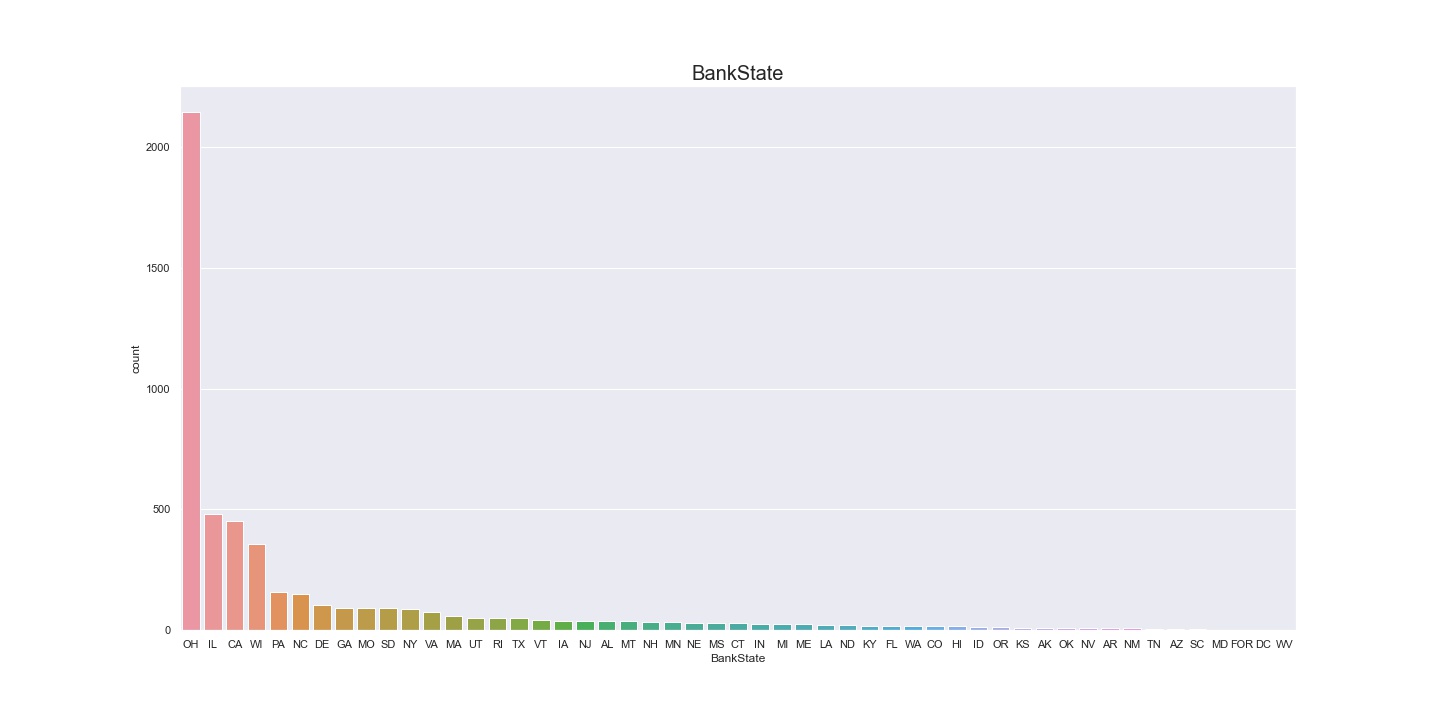 BankState
2000
1500
1000
500
0
count
OH IL CA WI PA NC DE GA MO SD NY VA MA UT RI TX VT IA NJ AL MT NH MN NE MS CT IN MI ME LA ND KY FL WA CO HI ID OR KS AK OK NV AR NM TN AZ SC MD FOR DC WV
BankState